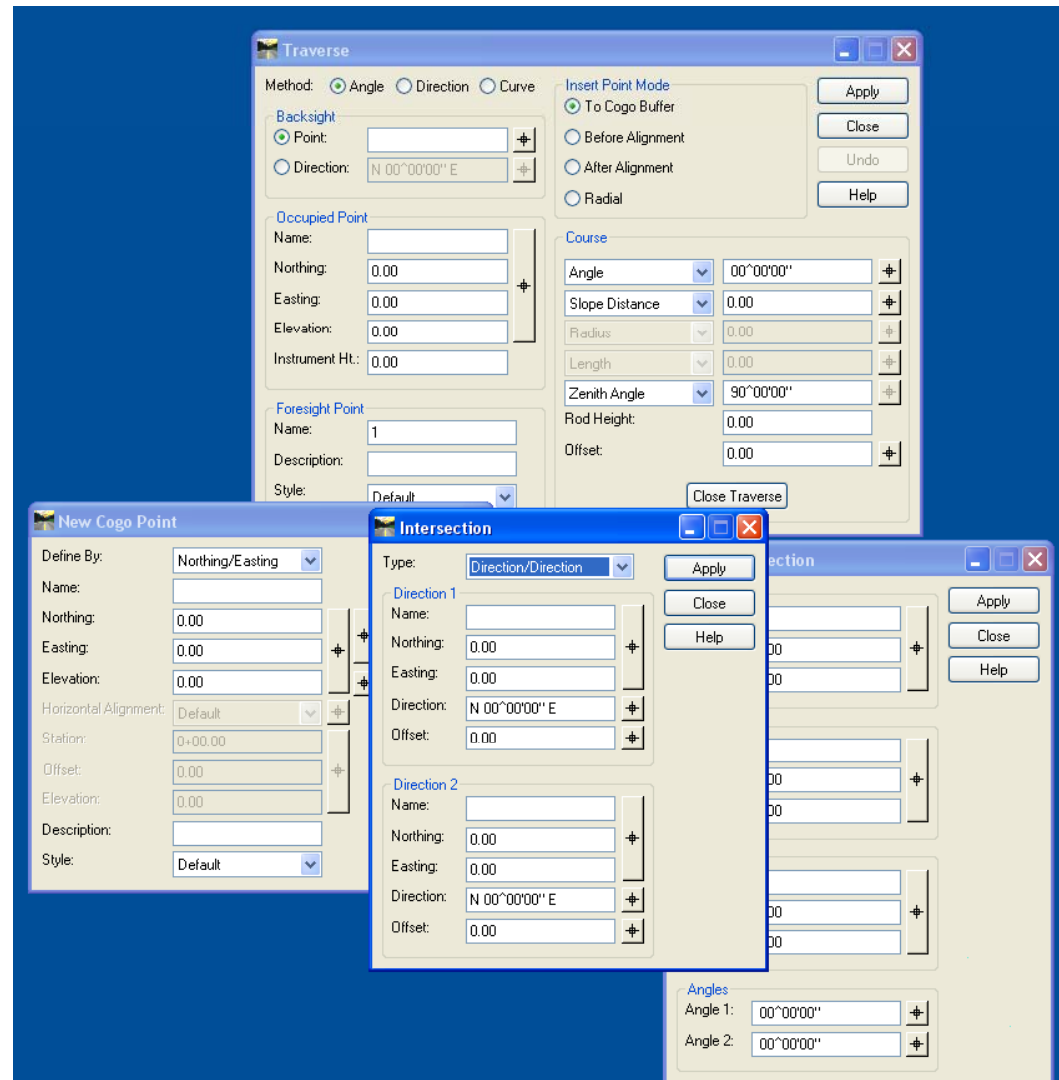 Traverse
Method: Angle Direction Curve
Backsight
Point:
Direction: N 00^00'00" E
Occupied Point
Name:
Northing: 0.00
Easting: 0.00
Elevation: 0.00
Instrument Ht.: 0.00
Foresight Point
Name: 1
Description:
Style: Default
Insert Point Mode
To Cogo Buffer
Before Alignment
After Alignment
Radial
Apply
Close
Undo
Help
Course
Angle 00^00'00"
Slope Distance 0.00
Radius 0.00
Length 0.00
Zenith Angle 90^00'00"
Rod Height: 0.00
Offset: 0.00
Close Traverse
New Cogo Point
Define By: Northing/Easting
Name:
Northing: 0.00
Easting: 0.00
Elevation: 0.00
Horizontal Alignment: Default
Station: 0+00.00
Offset: 0.00
Elevation: 0.00
Description:
Style: Default
Intersection
Type: Direction/Direction
Apply
Close
Help
Direction 1
Name:
Northing: 0.00
Easting: 0.00
Direction: N 00^00'00" E
Offset: 0.00
Direction 2
Name:
Northing: 0.00
Easting: 0.00
Direction: N 00^00'00" E
Offset: 0.00
ection
Apply
Close
Help
00
00
00
00
00
00
Angles
Angle 1: 00^00'00"
Angle 2: 00^00'00"